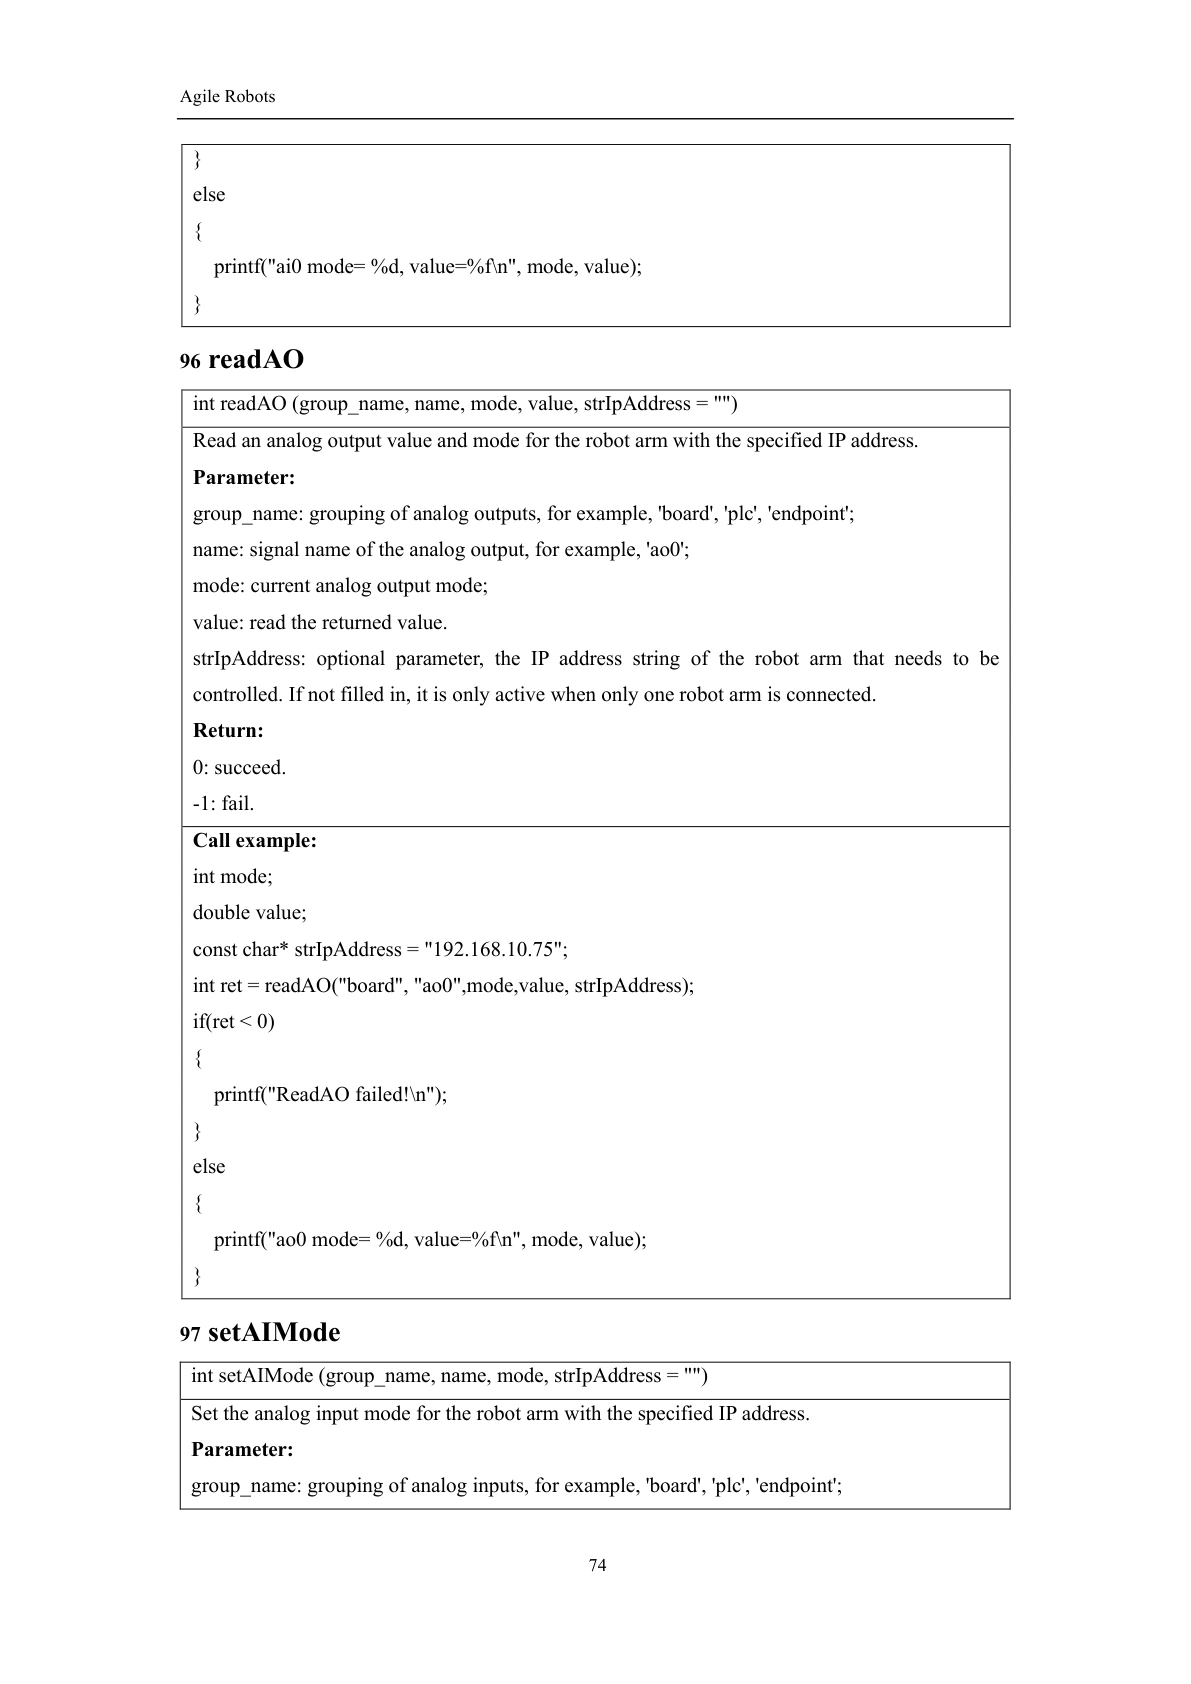 Agile Robots
}
else
{
printf("ai0 mode= %d, value=%f\n", mode, value);
}
96 readAO
int readAO (group_name, name, mode, value, strIpAddress = "")
Read an analog output value and mode for the robot arm with the specified IP address.
Parameter:
group_name: grouping of analog outputs, for example, 'board', 'plc', 'endpoint';
name: signal name of the analog output, for example, 'ao0';
mode: current analog output mode;
value: read the returned value.
strIpAddress: optional parameter, the IP address string of the robot arm that needs to be
controlled. If not filled in, it is only active when only one robot arm is connected.
Return:
0: succeed.
-1: fail.
Call example:
int mode;
double value;
const char* strIpAddress = "192.168.10.75";
int ret = readAO("board", "ao0",mode,value, strIpAddress);
if(ret < 0)
{
printf("ReadAO failed!\n");
}
else
{
printf("ao0 mode= %d, value=%f\n", mode, value);
}
97 setAIMode
int setAIMode (group_name, name, mode, strIpAddress = "")
Set the analog input mode for the robot arm with the specified IP address.
Parameter:
group_name: grouping of analog inputs, for example, 'board', 'plc', 'endpoint';
74